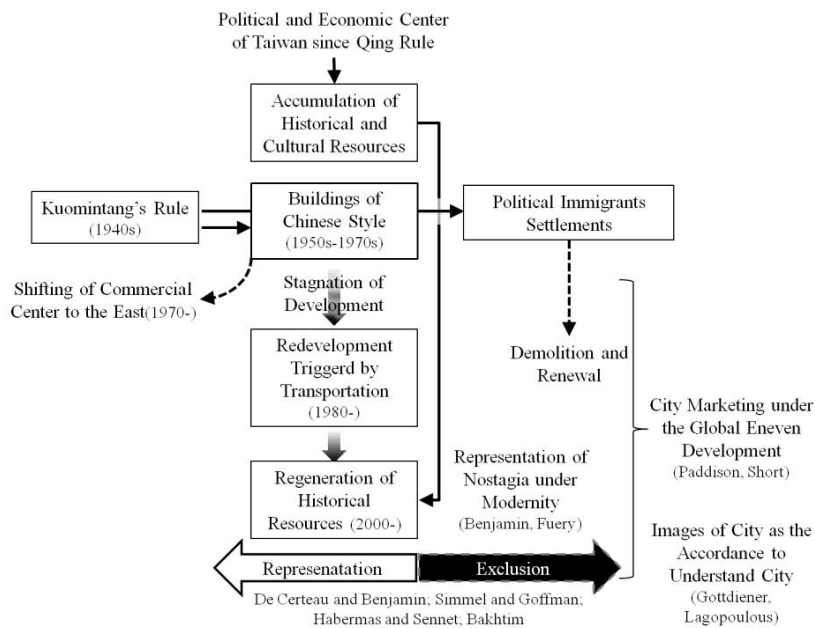 Political and Economic Center
of Taiwan since Qing Rule
Accumulation of
Historical and
Cultural Resources
Kuomintang's Rule
(1940s)
Buildings of
Chinese Style
(1950s-1970s)
Political Immigrants
Settlements
Shifting of Commercial
Center to the East(1970-)
Stagnation of
Development
Redevelopment
Triggerd by
Transportation
(1980-)
Demolition and
Renewal
Regeneration of
Historical
Resources (2000-)
Representation of
Nostagia under
Modernity
(Benjamin, Fuery)
City Marketing under
the Global Eneven
Development
(Paddison, Short)
Images of City as the
Accordance to
Understand City
(Gottdiener,
Lagopoulous)
Represenatation
Exclusion
De Certeau and Benjamin; Simmel and Goffman;
Habermas and Sennet; Bakhtim